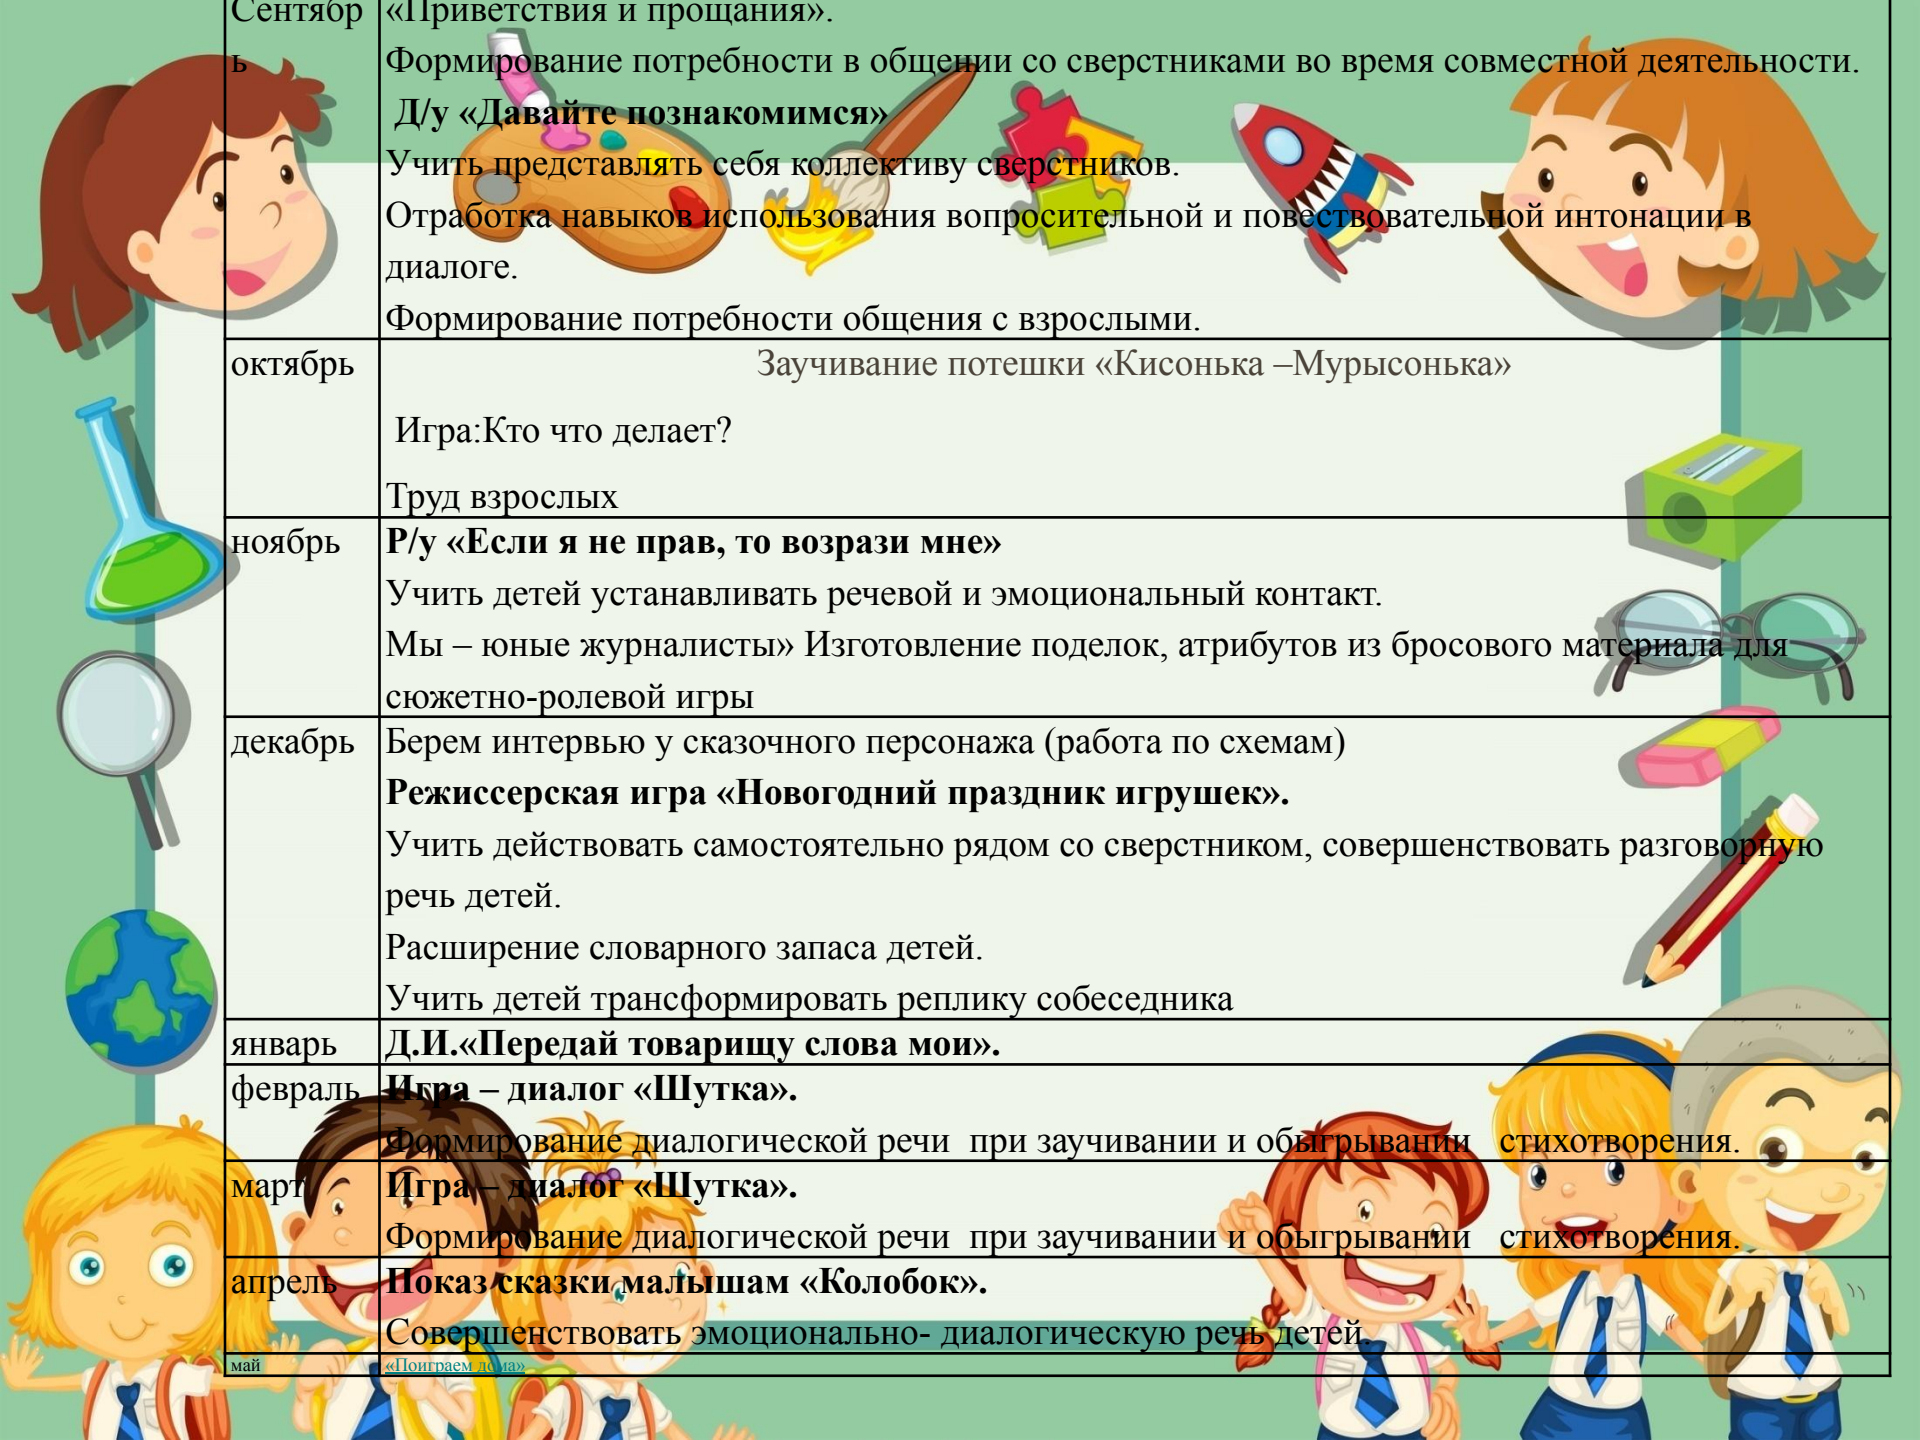 Сентябр «Приветствия и прощания».
ь Формирование потребности в общении со сверстниками во время совместной деятельности.
Д/у «Давайте познакомимся»
Учить представлять себя коллективу сверстников.
Отработка навыков использования вопросительной и повествовательной интонации в
диалоге.
Формирование потребности общения с взрослыми.
октябрь Заучивание потешки «Кисонька –Мурысонька»
Игра:Кто что делает?
Труд взрослых
ноябрь Р/у «Если я не прав, то возрази мне»
Учить детей устанавливать речевой и эмоциональный контакт.
Мы – юные журналисты» Изготовление поделок, атрибутов из бросового материала для
сюжетно-ролевой игры
декабрь Берем интервью у сказочного персонажа (работа по схемам)
Режиссерская игра «Новогодний праздник игрушек».
Учить действовать самостоятельно рядом со сверстником, совершенствовать разговорную
речь детей.
Расширение словарного запаса детей.
Учить детей трансформировать реплику собеседника
январь Д.И.«Передай товарищу слова мои».
февраль Игра – диалог «Шутка».
Формирование диалогической речи при заучивании и обыгрывании стихотворения.
март Игра – диалог «Шутка».
Формирование диалогической речи при заучивании и обыгрывании стихотворения.
апрель Показ сказки малышам «Колобок».
Совершенствовать эмоционально- диалогическую речь детей.
май «Поиграем дома»